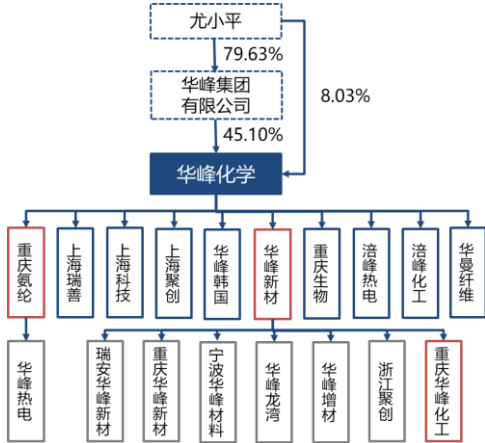 尤小平
79.63%
华峰集团
有限公司
8.03%
45.10%
华峰化学
重庆氨纶
上海瑞善
上海科技
上海聚创
华峰韩国
华峰新材
重庆生物
涪峰热电
涪峰化工
华曼纤维
华峰热电
瑞安华峰新材
重庆华峰新材
宁波华峰材料
华峰龙湾
华峰增材
浙江聚创
重庆华峰化工